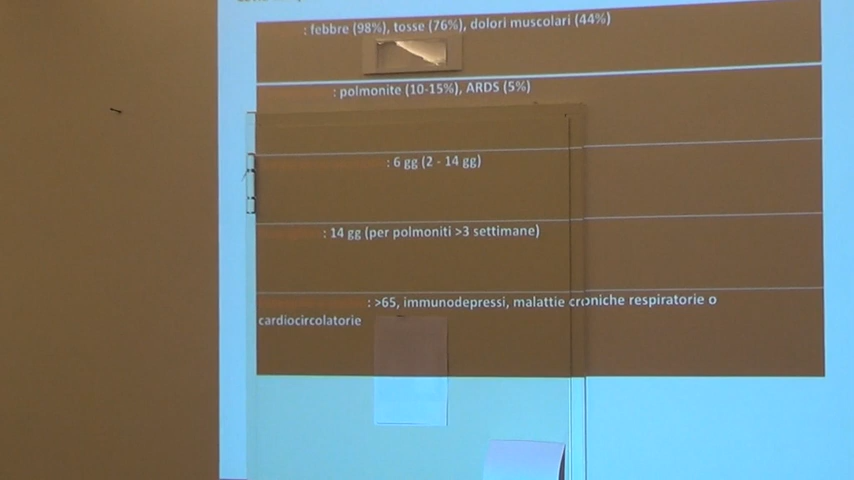 : febbre (98%), tosse (76%), dolori muscolari (44%)
: polmonite (10-15%), ARDS (5%)
: 6 gg (2 - 14 gg)
: 14 gg (per polmoniti >3 settimane)
: >65, immunodepressi, malattie croniche respiratorie o
cardiocircolatorie